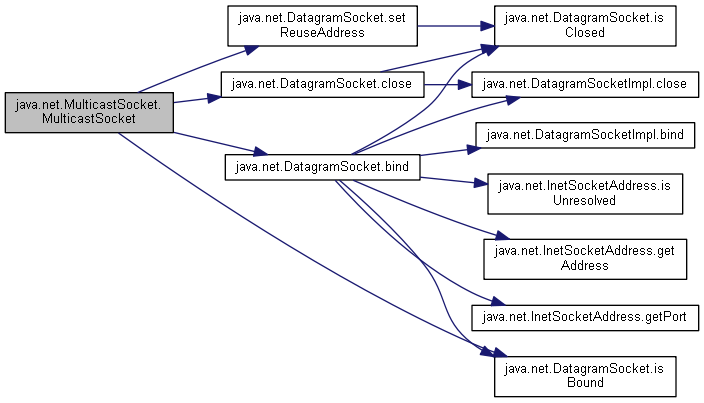 java.net.MulticastSocket.
MulticastSocket
java.net.DatagramSocket.set
ReuseAddress
java.net.DatagramSocket.close
java.net.DatagramSocket.bind
java.net.DatagramSocket.is
Closed
java.net.DatagramSocketImpl.close
java.net.DatagramSocketImpl.bind
java.net.InetSocketAddress.is
Unresolved
java.net.InetSocketAddress.get
Address
java.net.InetSocketAddress.getPort
java.net.DatagramSocket.is
Bound